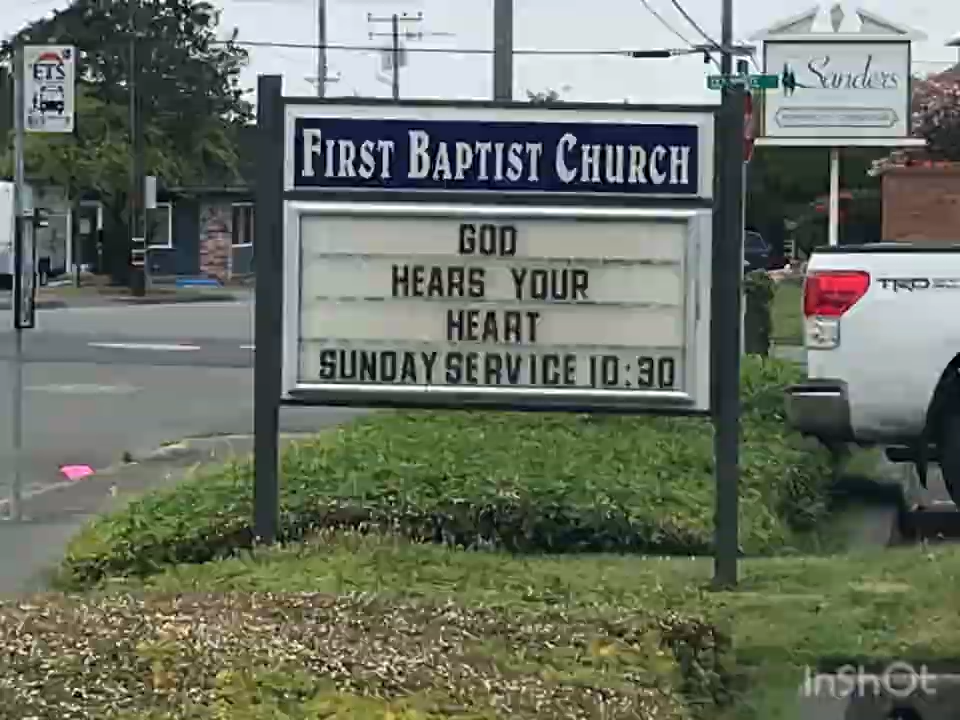 ETS
Sanders
FIRST BAPTIST CHURCH
GOD
HEARS YOUR
HEART
SUNDAY SERVICE 10:30
TRD
InShOt